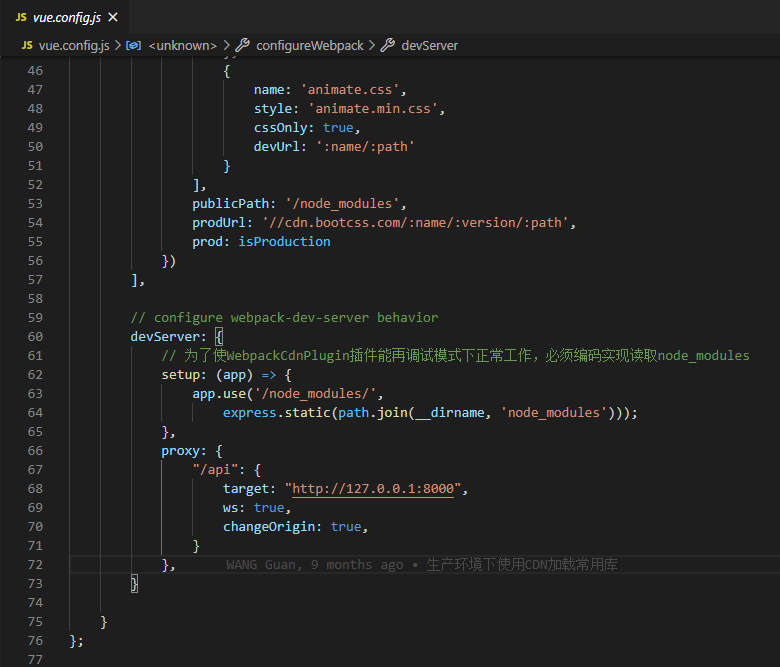 JS vue.config.js ×
JS vue.config.js > <unknown> > configureWebpack > devServer
46 {
47 name: 'animate.css',
48 style: 'animate.min.css',
49 cssOnly: true,
50 devUrl: ':name/:path'
51 }
52 ],
53 publicPath: '/node_modules',
54 prodUrl: '//cdn.bootcss.com/:name/:version/:path',
55 prod: isProduction
56 })
57 ],
58
59 // configure webpack-dev-server behavior
60 devServer: {
61 // 为了使WebpackCdnPlugin插件能再调试模式下正常工作，必须编码实现读取node_modules
62 setup: (app) => {
63 app.use('/node_modules/',
64 express.static(path.join(__dirname, 'node_modules')));
65 },
66 proxy: {
67 "/api": {
68 target: "http://127.0.0.1:8000",
69 ws: true,
70 changeOrigin: true,
71 }
72 }, WANG Guan, 9 months ago • 生产环境下使用CDN加载常用库
73 }
74
75 }
76 };
77